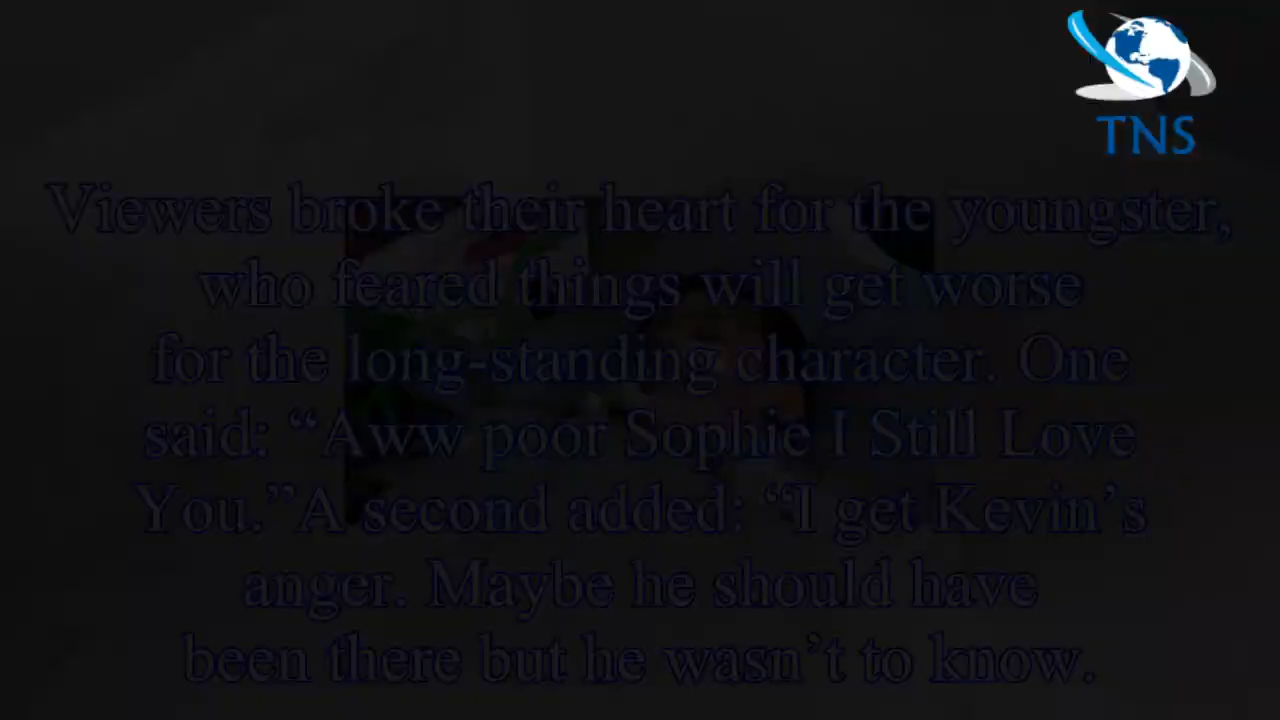 TNS
Viewers broke their heart for the youngster,
who feared things will get worse
for the long-standing character. One
said: “Aww poor Sophie I Still Love
You.”A second added: “I get Kevin’s
anger. Maybe he should have
been there but he wasn’t to know.